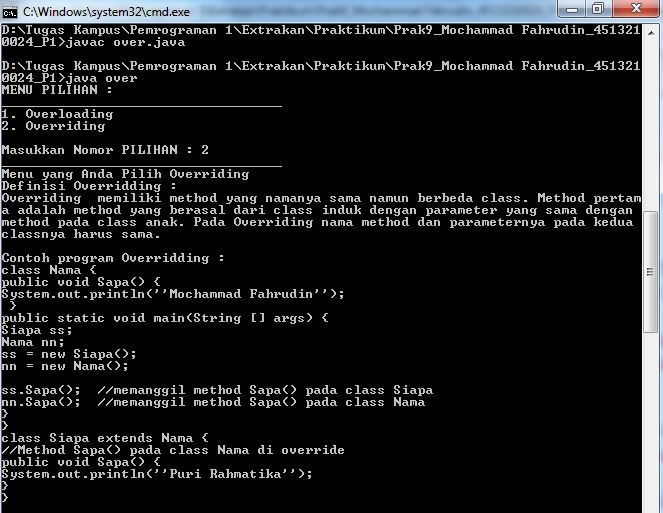 C:\Windows\system32\cmd.exe
D:\Tugas Kampus\Pemrograman 1\Extrakan\Praktikum\Prak9_Mochammad Fahrudin_451321
0024_P1>javac over.java
D:\Tugas Kampus\Pemrograman 1\Extrakan\Praktikum\Prak9_Mochammad Fahrudin_451321
0024_P1>java over
MENU PILIHAN :
___________________________________
1. Overloading
2. Overriding
Masukkan Nomor PILIHAN : 2
___________________________________
Menu yang Anda Pilih Overriding
Definisi Overridding :
Overriding  memiliki method yang namanya sama namun berbeda class. Method pertam
a adalah method yang berasal dari class induk dengan parameter yang sama dengan
method pada class anak. Pada Overriding nama method dan parameternya pada kedua
classnya harus sama.
Contoh program Overridding :
class Nama {
public void Sapa() {
System.out.println(''Mochammad Fahrudin'');
 }
public static void main(String [] args) {
Siapa ss;
Nama nn;
ss = new Siapa();
nn = new Nama();
ss.Sapa();  //memanggil method Sapa() pada class Siapa
nn.Sapa();  //memanggil method Sapa() pada class Nama
}
}
class Siapa extends Nama {
//Method Sapa() pada class Nama di override
public void Sapa() {
System.out.println(''Puri Rahmatika'');
}
}